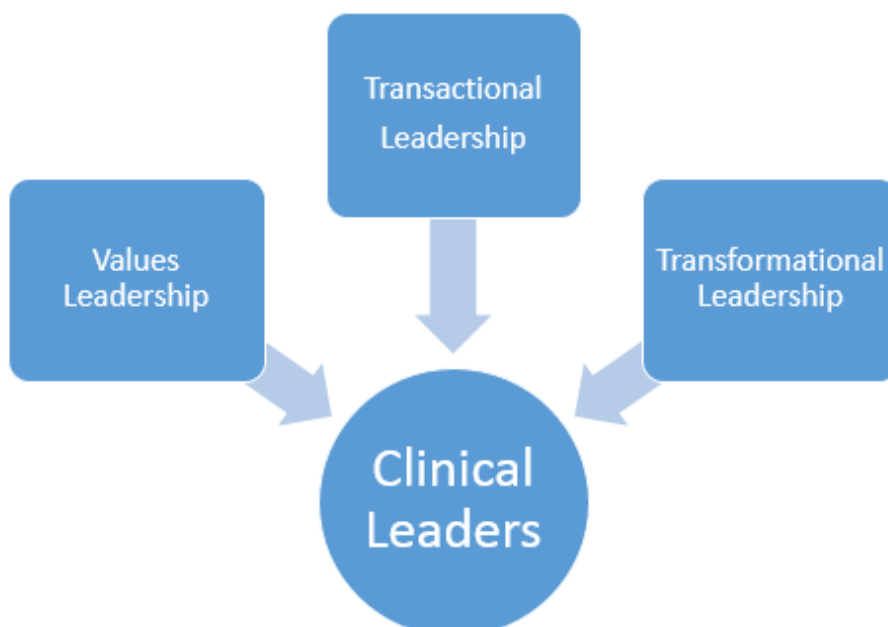 Transactional
Leadership
Values
Leadership
Transformational
Leadership
Clinical
Leaders